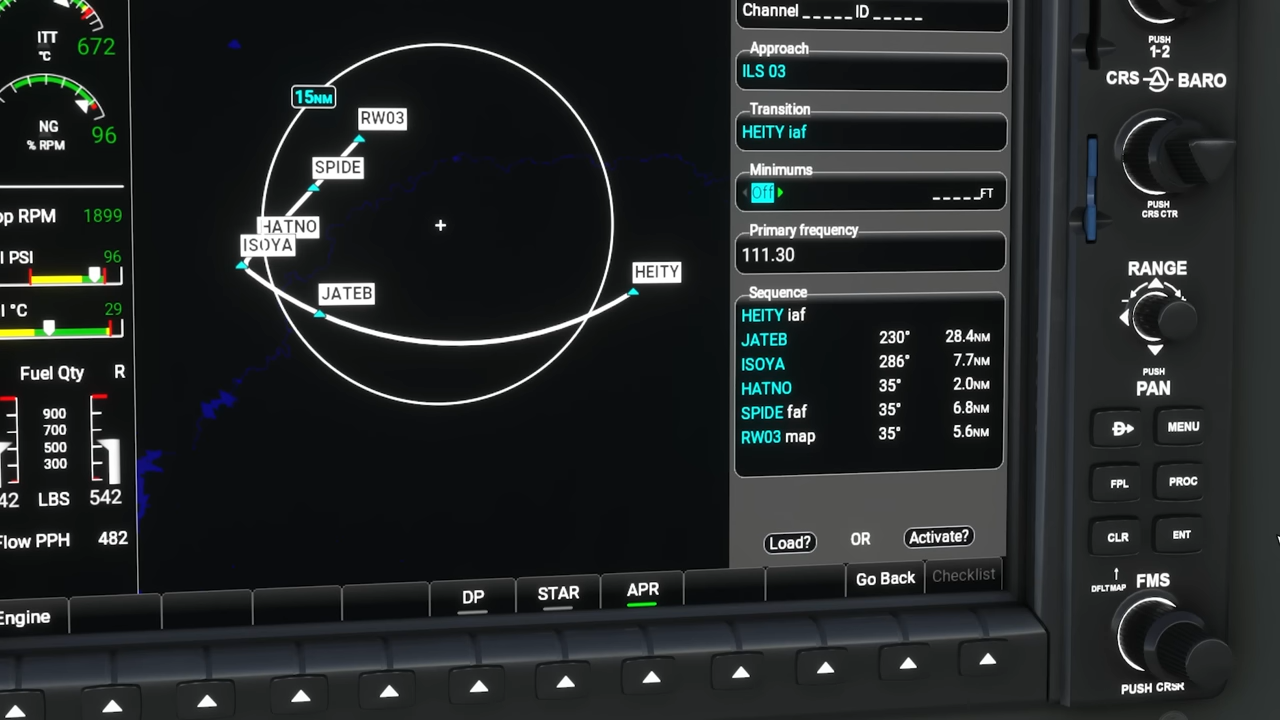 ITT
°C
672
NG
% RPM
96
op RPM 1899
l PSI 96
l °C 29
Fuel Qty R
900
700
500
300
42 LBS 542
Flow PPH 482
Engine
15NM
RW03
SPIDE
HATNO
ISOYA
JATEB
HEITY
Channel _____ ID _____
Approach
ILS 03
Transition
HEITY iaf
Minimums
Off _____FT
Primary frequency
111.30
Sequence
HEITY iaf
JATEB 230° 28.4NM
ISOYA 286° 7.7NM
HATNO 35° 2.0NM
SPIDE faf 35° 6.8NM
RW03 map 35° 5.6NM
Load? OR Activate?
DP STAR APR Go Back Checklist
PUSH
1-2
CRS BARO
PUSH
CRS CTR
RANGE
PUSH
PAN
D MENU
FPL PROC
CLR ENT
DFLT MAP
FMS
PUSH CRSR